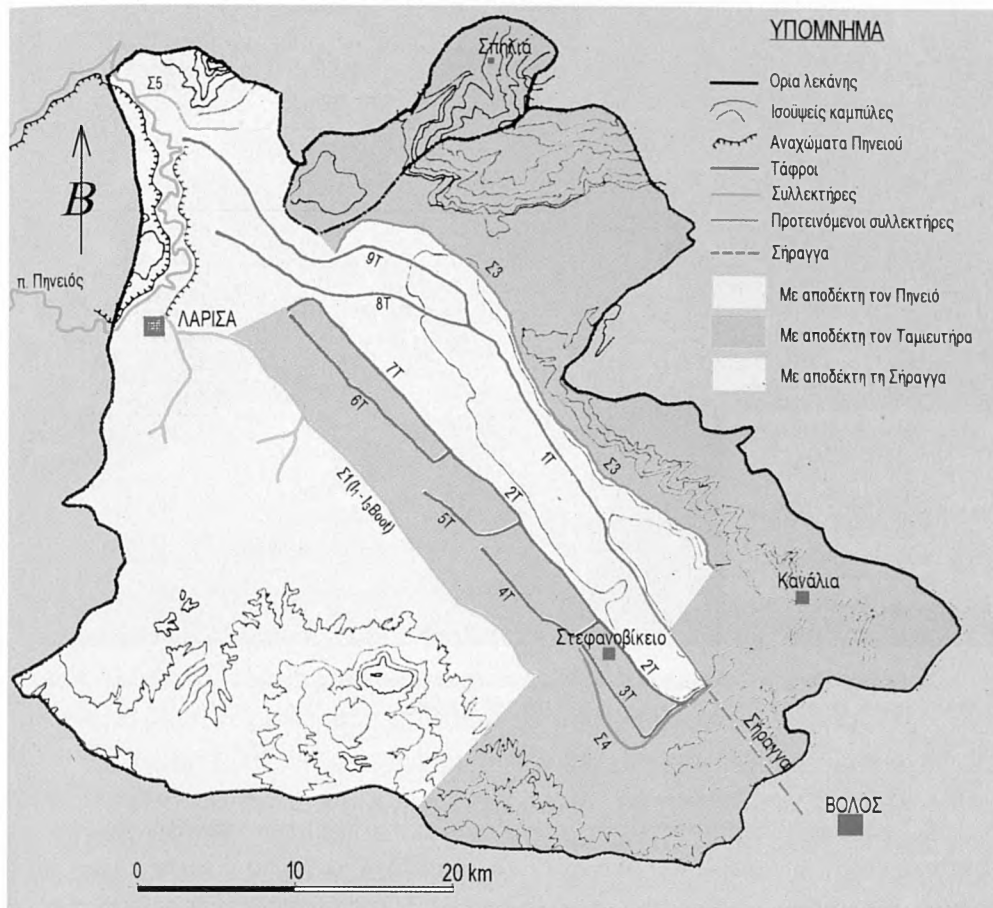 ΥΠΟΜΝΗΜΑ
Ορια λεκάνης
Ισοϋψείς καμπύλες
Αναχώματα Πηνειού
Τάφροι
Συλλεκτήρες
Προτεινόμενοι συλλεκτήρες
Σήραγγα
Με αποδέκτη τον Πηνειό
Με αποδέκτη τον Ταμιευτήρα
Με αποδέκτη τη Σήραγγα
Σπηλιά
Σ5
Β
π. Πηνειός
ΛΑΡΙΣΑ
9Τ
8Τ
Σ3
7Τ
6Τ
1Τ
Σ3
2Τ
5Τ
4Τ
Κανάλια
Στεφανοβίκειο
2Τ
3Τ
Σ4
Σήραγγα
ΒΟΛΟΣ
0 10 20 km